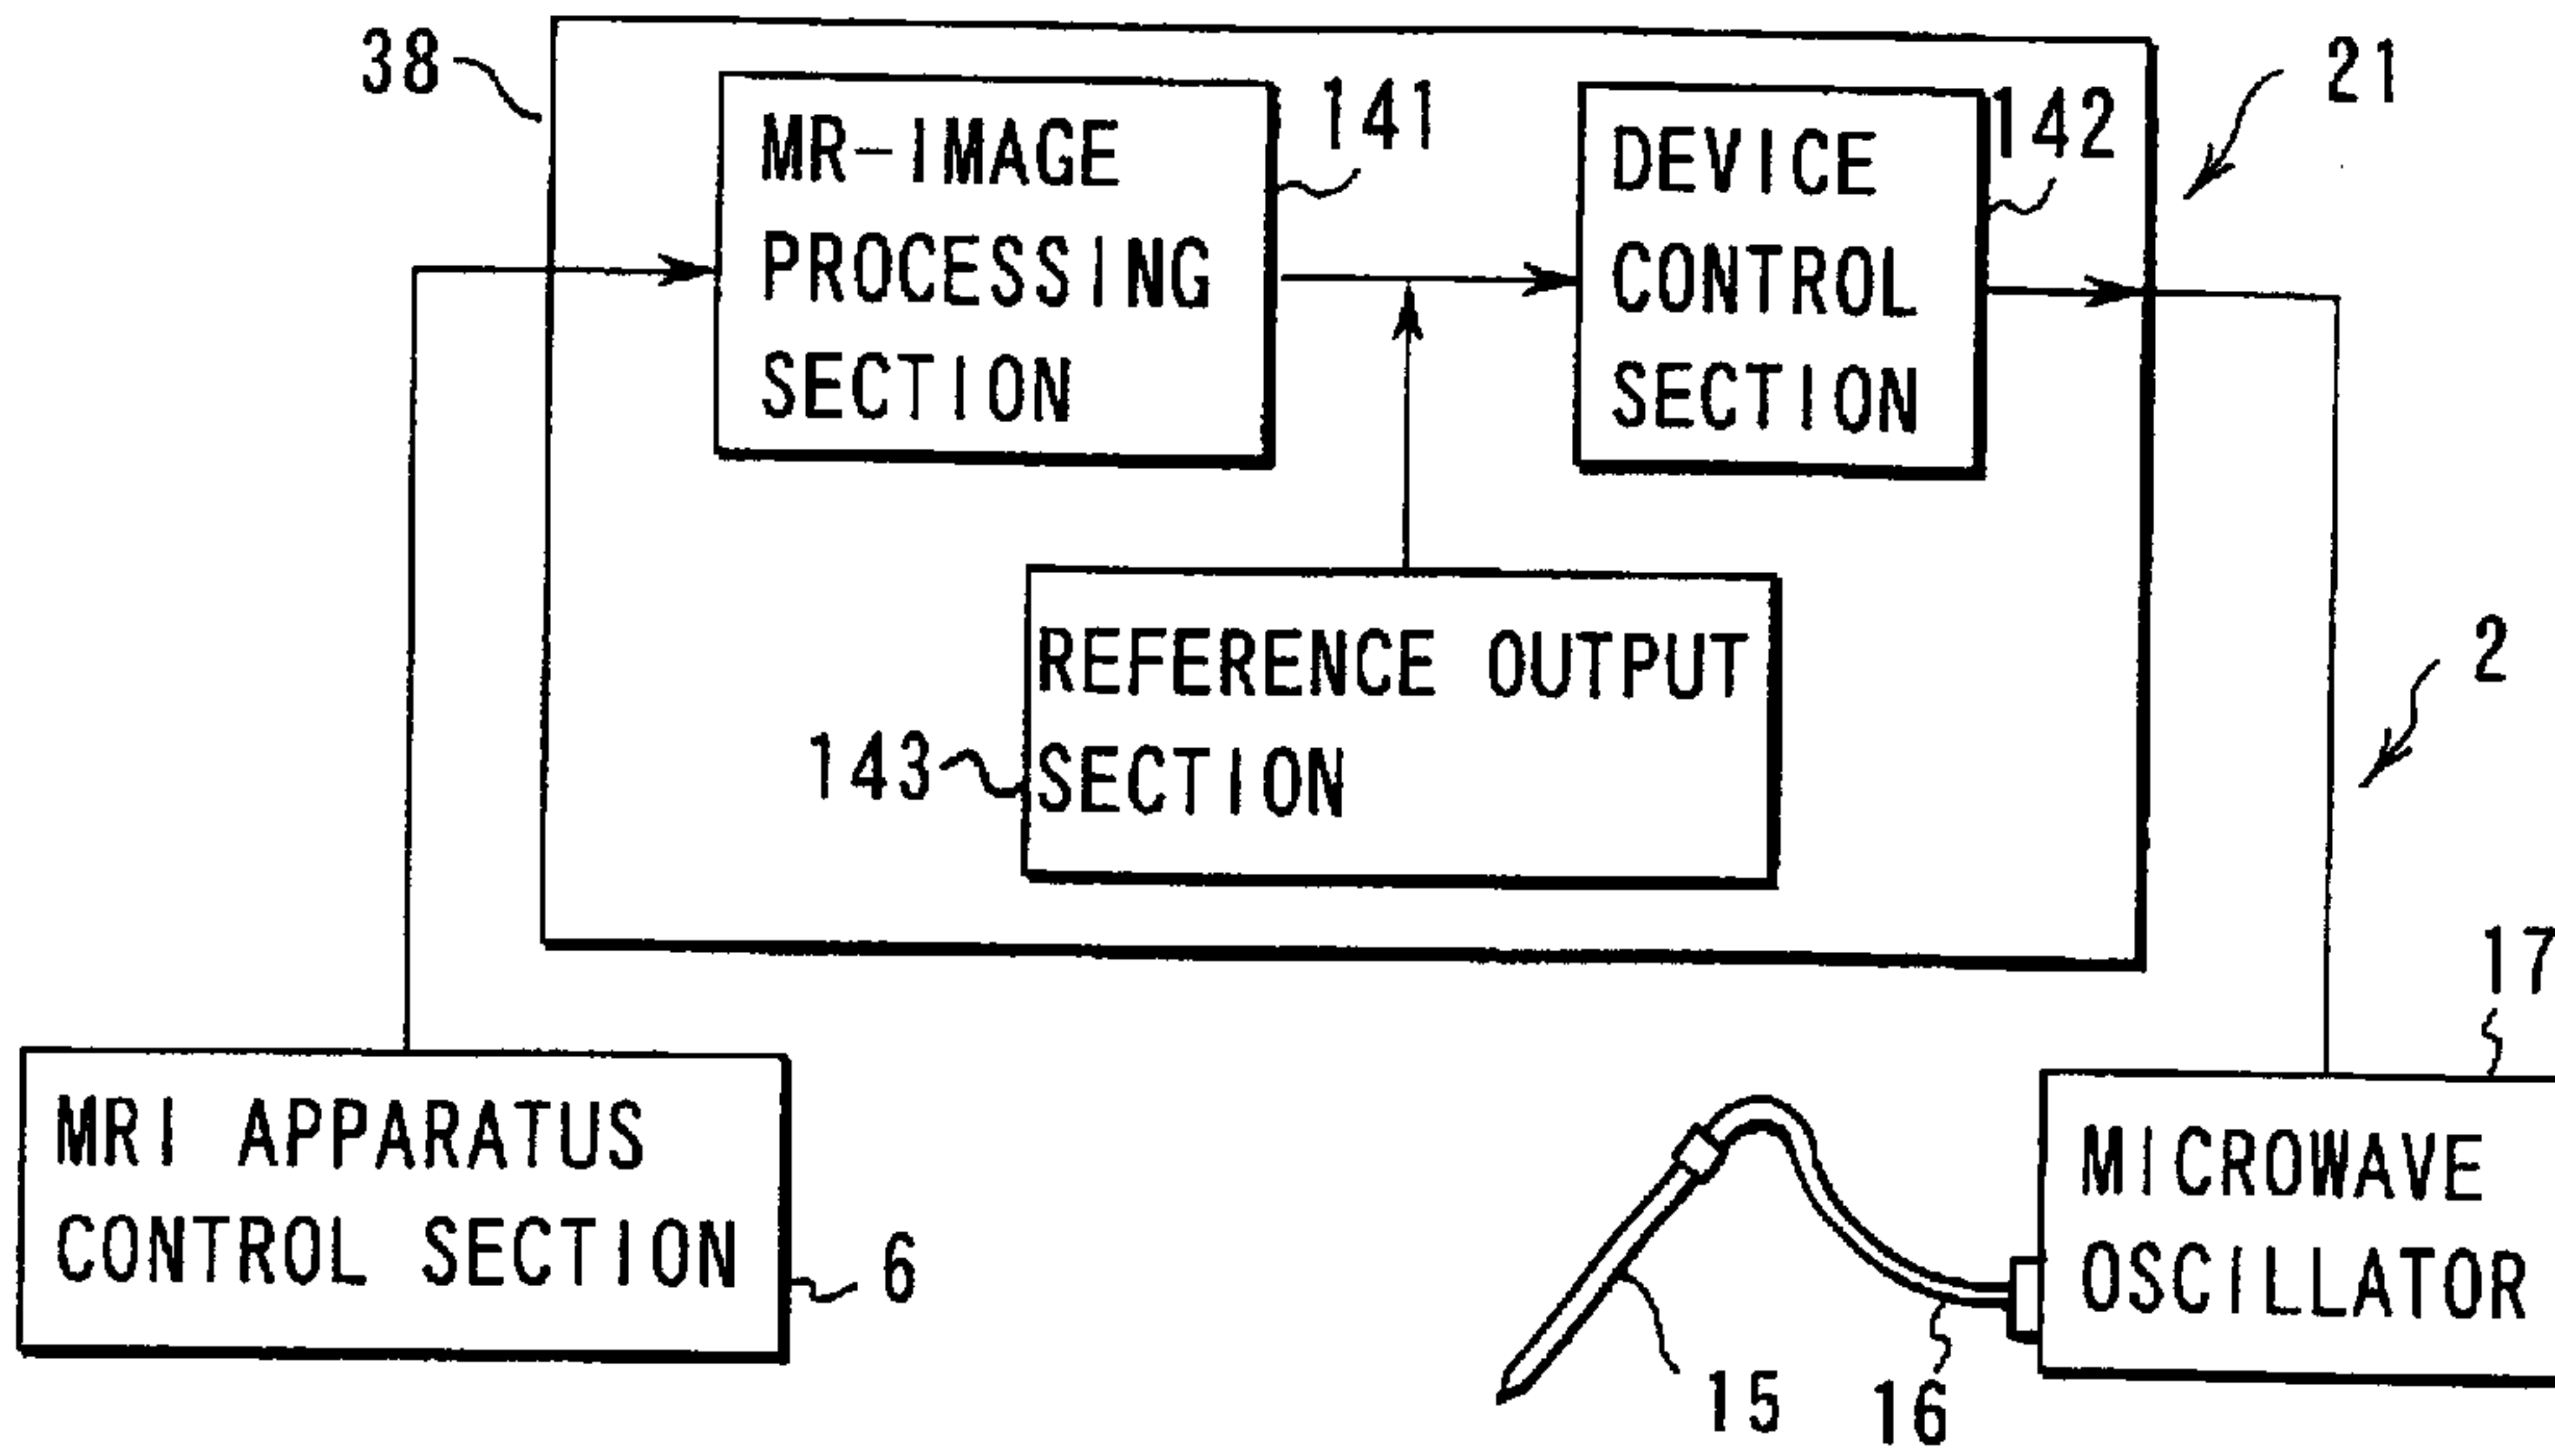 38
MR-IMAGE
PROCESSING
SECTION
141
DEVICE
CONTROL
SECTION
142
21
REFERENCE OUTPUT
SECTION
143
2
MRI APPARATUS
CONTROL SECTION
6
15
16
17
MICROWAVE
OSCILLATOR